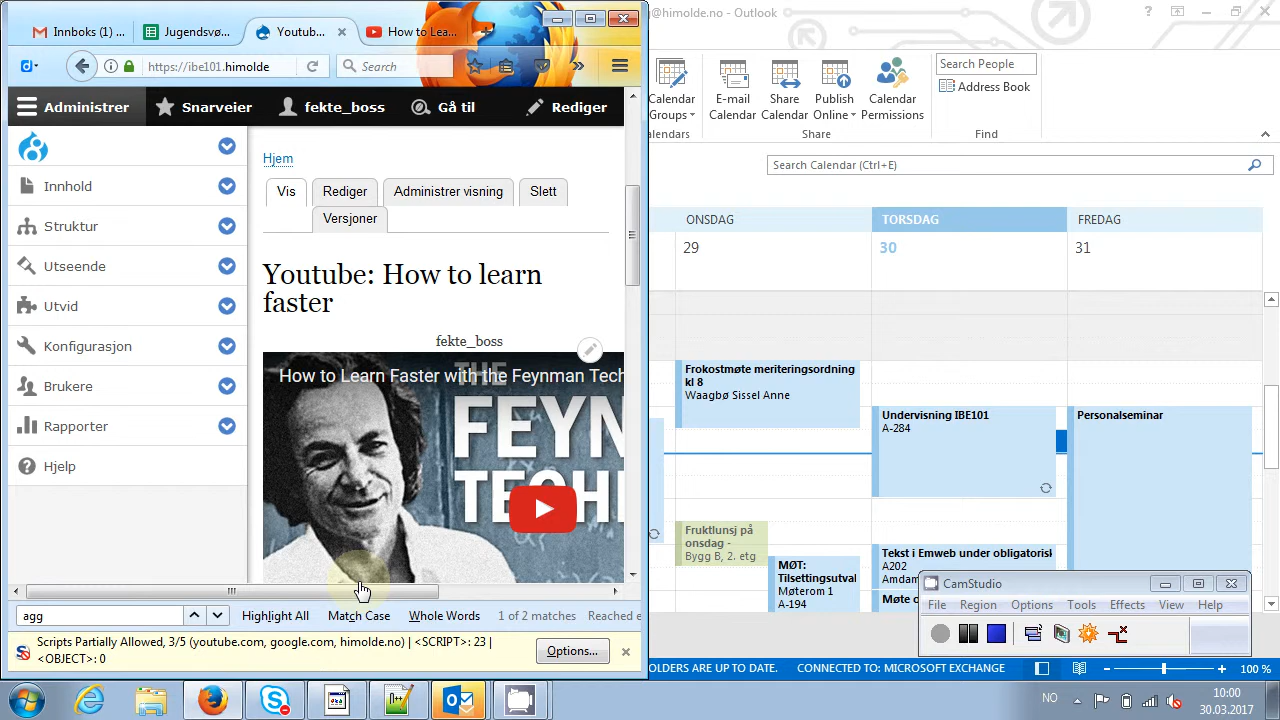 Innboks (1) ...
Jugendsvø...
Youtub...
How to Lea...
https://ibe101.himolde
Search
Administrer
Snarveier
fekte_boss
Gå til
Rediger
Innhold
Struktur
Utseende
Utvid
Konfigurasjon
Brukere
Rapporter
Hjelp
Hjem
Vis
Rediger
Administrer visning
Slett
Versjoner
Youtube: How to learn
faster
fekte_boss
How to Learn Faster with the Feynman Tech
THE
FEYN
TECH
agg
Highlight All
Match Case
Whole Words
1 of 2 matches
Reached e
Scripts Partially Allowed, 3/5 (youtube.com, google.com, himolde.no) | <SCRIPT>: 23 |
<OBJECT>: 0
Options...
@himolde.no - Outlook
Calendar
Groups
E-mail
Calendar
Share
Calendar
Publish
Online
Calendar
Permissions
Search People
Address Book
alendars
Share
Find
Search Calendar (Ctrl+E)
ONSDAG
TORSDAG
FREDAG
29
30
31
Frokostmøte meriteringsordning
kl 8
Waagbø Sissel Anne
Undervisning IBE101
A-284
Personalseminar
Fruktlunsj på
onsdag -
Bygg B, 2. etg
MØT:
Tilsettingsutval
Møterom 1
A-194
Tekst i Emweb under obligatorisk
A202
Amdam
Møte o
CamStudio
File
Region
Options
Tools
Effects
View
Help
OLDERS ARE UP TO DATE.
CONNECTED TO: MICROSOFT EXCHANGE
100 %
NO
10:00
30.03.2017